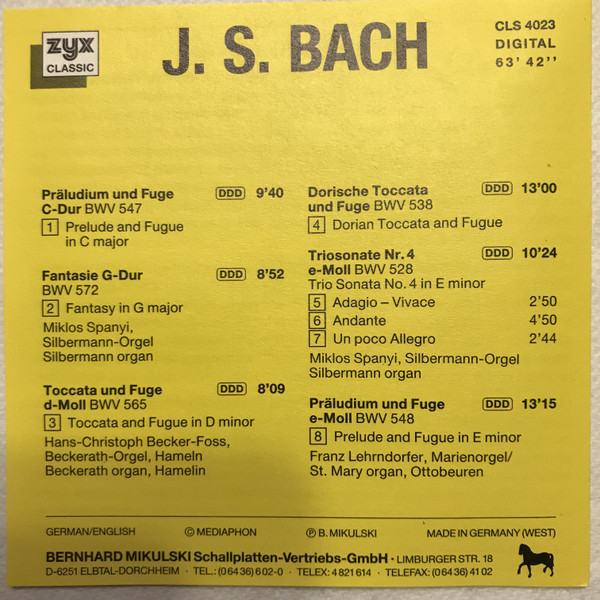 zyx
CLASSIC
J. S. BACH
CLS 4023
DIGITAL
63' 42''
Präludium und Fuge DDD 9'40
C-Dur BWV 547
1 Prelude and Fugue
in C major
Fantasie G-Dur DDD 8'52
BWV 572
2 Fantasy in G major
Miklos Spanyi,
Silbermann-Orgel
Silbermann organ
Toccata und Fuge DDD 8'09
d-Moll BWV 565
3 Toccata and Fugue in D minor
Hans-Christoph Becker-Foss,
Beckerath-Orgel, Hameln
Beckerath organ, Hamelin
Dorische Toccata DDD 13'00
und Fuge BWV 538
4 Dorian Toccata and Fugue
Triosonate Nr. 4 DDD 10'24
e-Moll BWV 528
Trio Sonata No. 4 in E minor
5 Adagio – Vivace 2'50
6 Andante 4'50
7 Un poco Allegro 2'44
Miklos Spanyi, Silbermann-Orgel
Silbermann organ
Präludium und Fuge DDD 13'15
e-Moll BWV 548
8 Prelude and Fugue in E minor
Franz Lehrndorfer, Marienorgel/
St. Mary organ, Ottobeuren
GERMAN/ENGLISH © MEDIAPHON ℗ B. MIKULSKI MADE IN GERMANY (WEST)
BERNHARD MIKULSKI Schallplatten-Vertriebs-GmbH · LIMBURGER STR. 18
D-6251 ELBTAL-DORCHHEIM · TEL.: (0 64 36) 6 02-0 · TELEX: 4 821 614 · TELEFAX: (0 64 36) 41 02